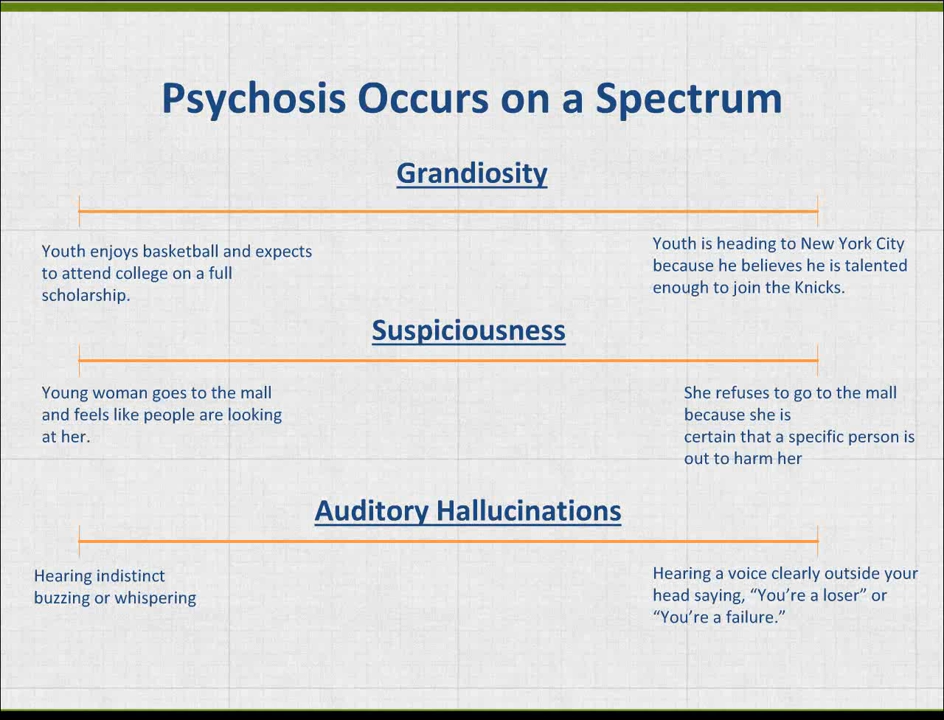 Psychosis Occurs on a Spectrum
Grandiosity
Youth enjoys basketball and expects
to attend college on a full
scholarship.
Youth is heading to New York City
because he believes he is talented
enough to join the Knicks.
Suspiciousness
Young woman goes to the mall
and feels like people are looking
at her.
She refuses to go to the mall
because she is
certain that a specific person is
out to harm her
Auditory Hallucinations
Hearing indistinct
buzzing or whispering
Hearing a voice clearly outside your
head saying, “You’re a loser” or
“You’re a failure.”